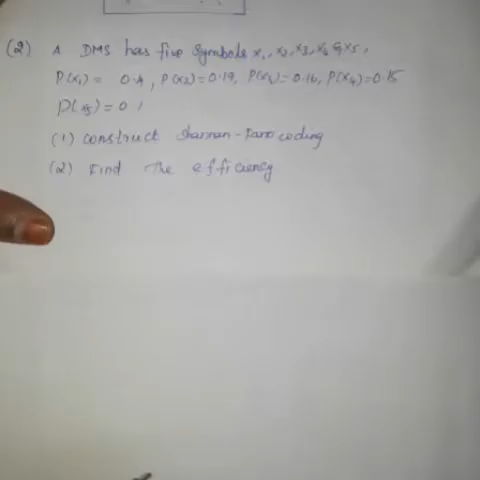 (2) A DMS has five symbols x1, x2, x3, x4 & x5,
P(x1) = 0.4, P(x2)=0.19, P(x3)=0.16, P(x4)=0.15
P(x5) = 0.1
(1) construct Shannon-Fano coding
(2) Find the efficiency